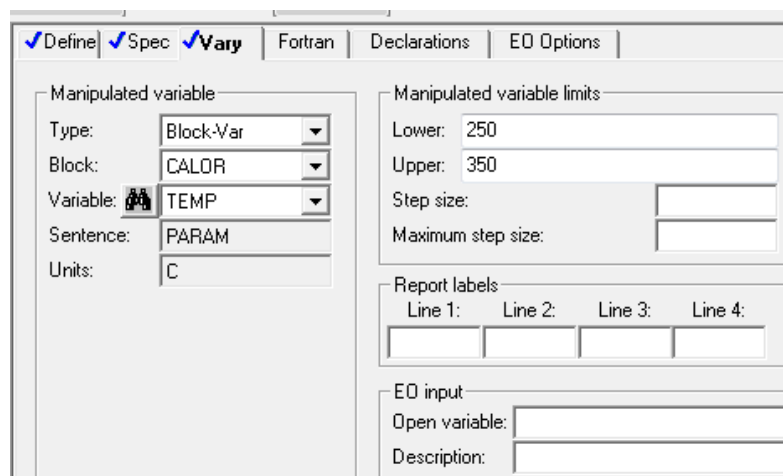 Define Spec Vary Fortran Declarations EO Options
Manipulated variable
Type: Block-Var
Block: CALOR
Variable: TEMP
Sentence: PARAM
Units: C
Manipulated variable limits
Lower: 250
Upper: 350
Step size:
Maximum step size:
Report labels
Line 1: Line 2: Line 3: Line 4:
EO input
Open variable:
Description: